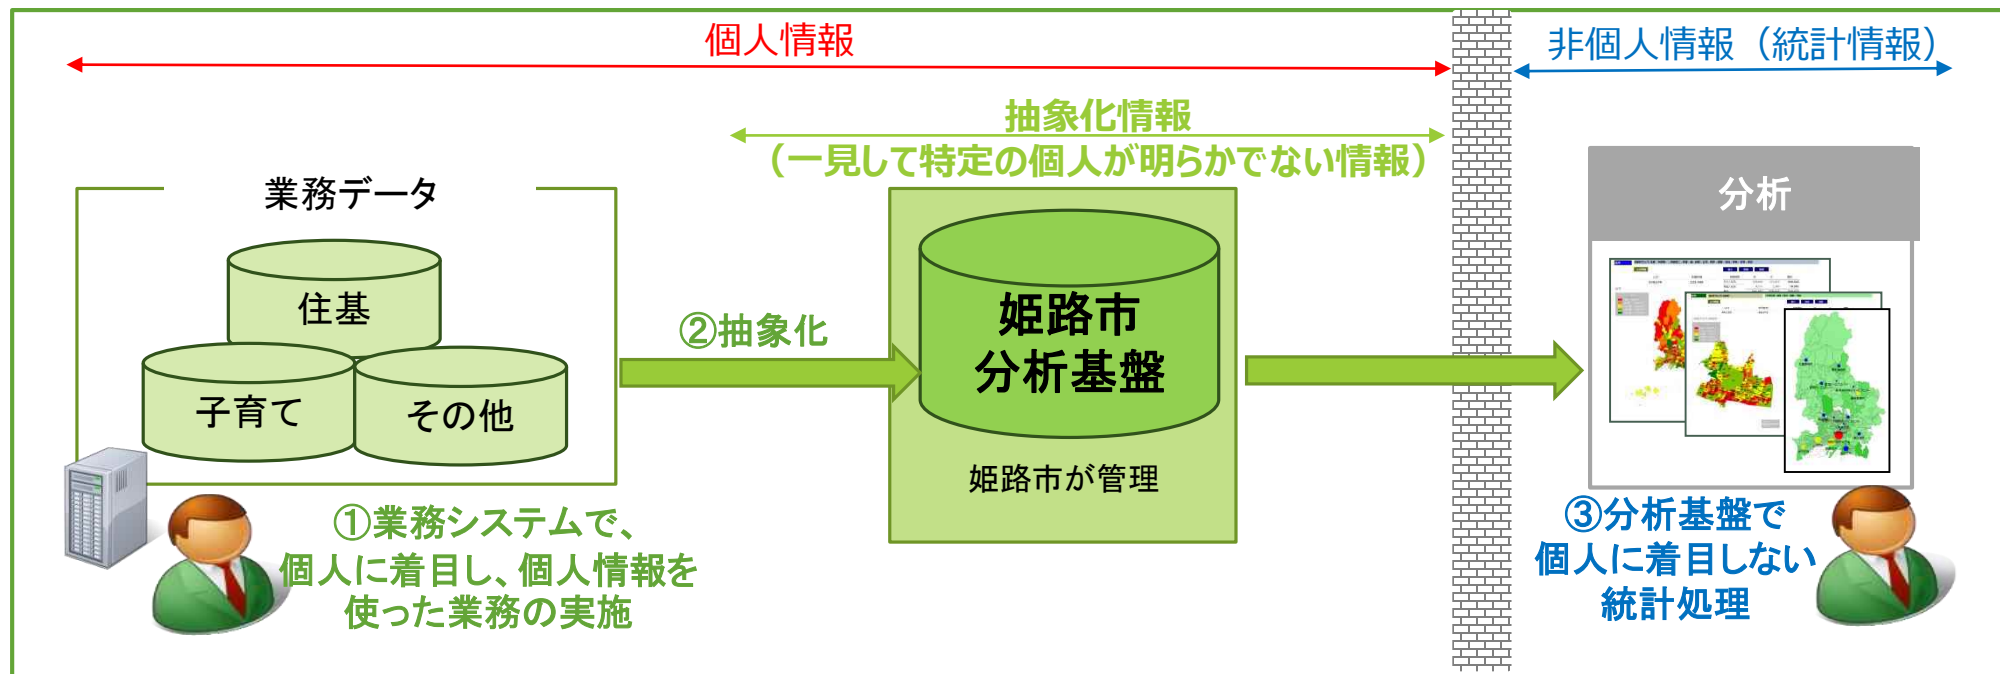 個人情報
非個人情報（統計情報）
抽象化情報
（一見して特定の個人が明らかでない情報）
業務データ
住基
子育て
その他
②抽象化
姫路市
分析基盤
姫路市が管理
分析
①業務システムで、
個人に着目し、個人情報を
使った業務の実施
③分析基盤で
個人に着目しない
統計処理